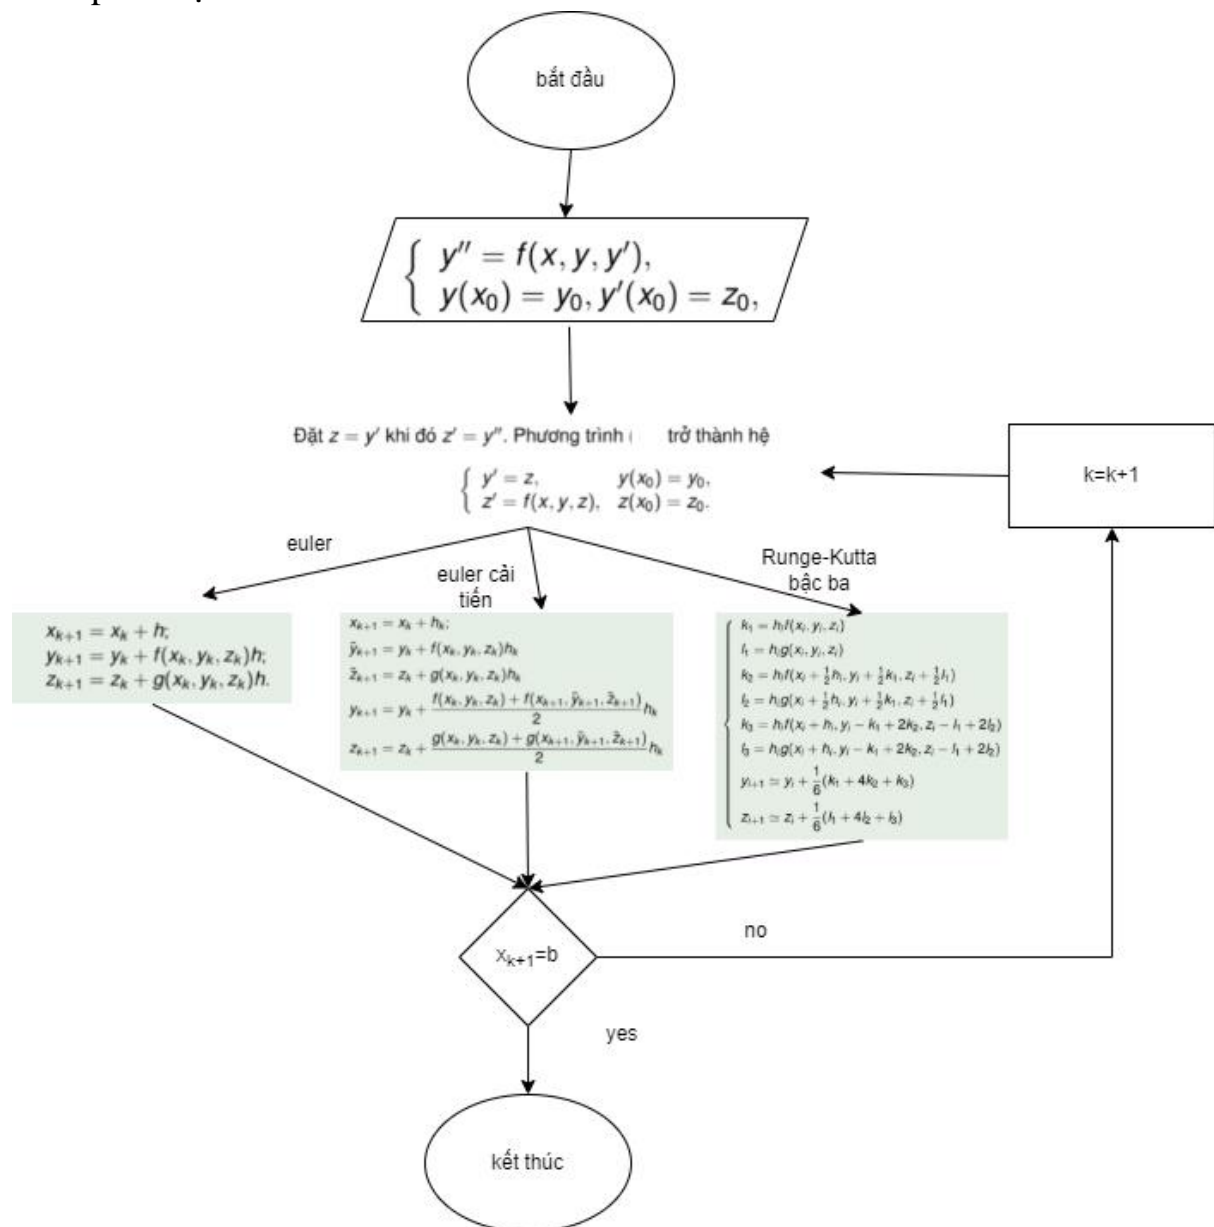 bắt đầu
y″ = f(x, y, y′),
y(x₀) = y₀, y′(x₀) = z₀,
Đặt z = y′ khi đó z′ = y″. Phương trình ( trở thành hệ
y′ = z, y(x₀) = y₀,
z′ = f(x, y, z), z(x₀) = z₀.
k=k+1
euler
euler cải
tiến
Runge-Kutta
bậc ba
xₖ₊₁ = xₖ + h;
yₖ₊₁ = yₖ + f(xₖ, yₖ, zₖ)h;
zₖ₊₁ = zₖ + g(xₖ, yₖ, zₖ)h.
xₖ₊₁ = xₖ + hₖ;
ỹₖ₊₁ = yₖ + f(xₖ, yₖ, zₖ)hₖ
z̃ₖ₊₁ = zₖ + g(xₖ, yₖ, zₖ)hₖ
yₖ₊₁ = yₖ + (f(xₖ, yₖ, zₖ) + f(xₖ₊₁, ỹₖ₊₁, z̃ₖ₊₁))/2 hₖ
zₖ₊₁ = zₖ + (g(xₖ, yₖ, zₖ) + g(xₖ₊₁, ỹₖ₊₁, z̃ₖ₊₁))/2 hₖ
k₁ = hᵢf(xᵢ, yᵢ, zᵢ)
l₁ = hᵢg(xᵢ, yᵢ, zᵢ)
k₂ = hᵢf(xᵢ + ½hᵢ, yᵢ + ½k₁, zᵢ + ½l₁)
l₂ = hᵢg(xᵢ + ½hᵢ, yᵢ + ½k₁, zᵢ + ½l₁)
k₃ = hᵢf(xᵢ + hᵢ, yᵢ − k₁ + 2k₂, zᵢ − l₁ + 2l₂)
l₃ = hᵢg(xᵢ + hᵢ, yᵢ − k₁ + 2k₂, zᵢ − l₁ + 2l₂)
yᵢ₊₁ ≃ yᵢ + 1/6(k₁ + 4k₂ + k₃)
zᵢ₊₁ ≃ zᵢ + 1/6(l₁ + 4l₂ + l₃)
no
xₖ₊₁=b
yes
kết thúc